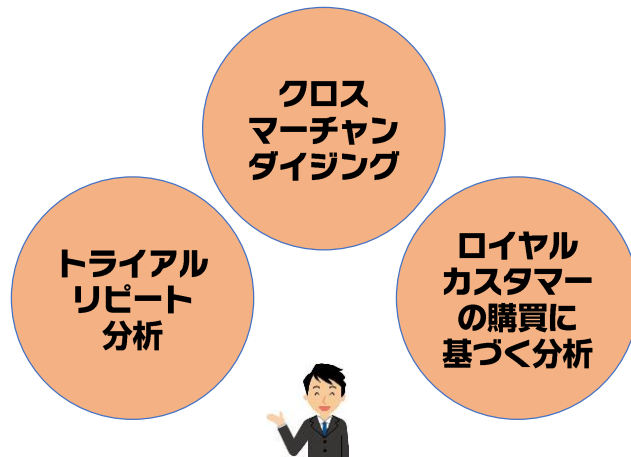 クロス
マーチャン
ダイジング
トライアル
リピート
分析
ロイヤル
カスタマー
の購買に
基づく分析